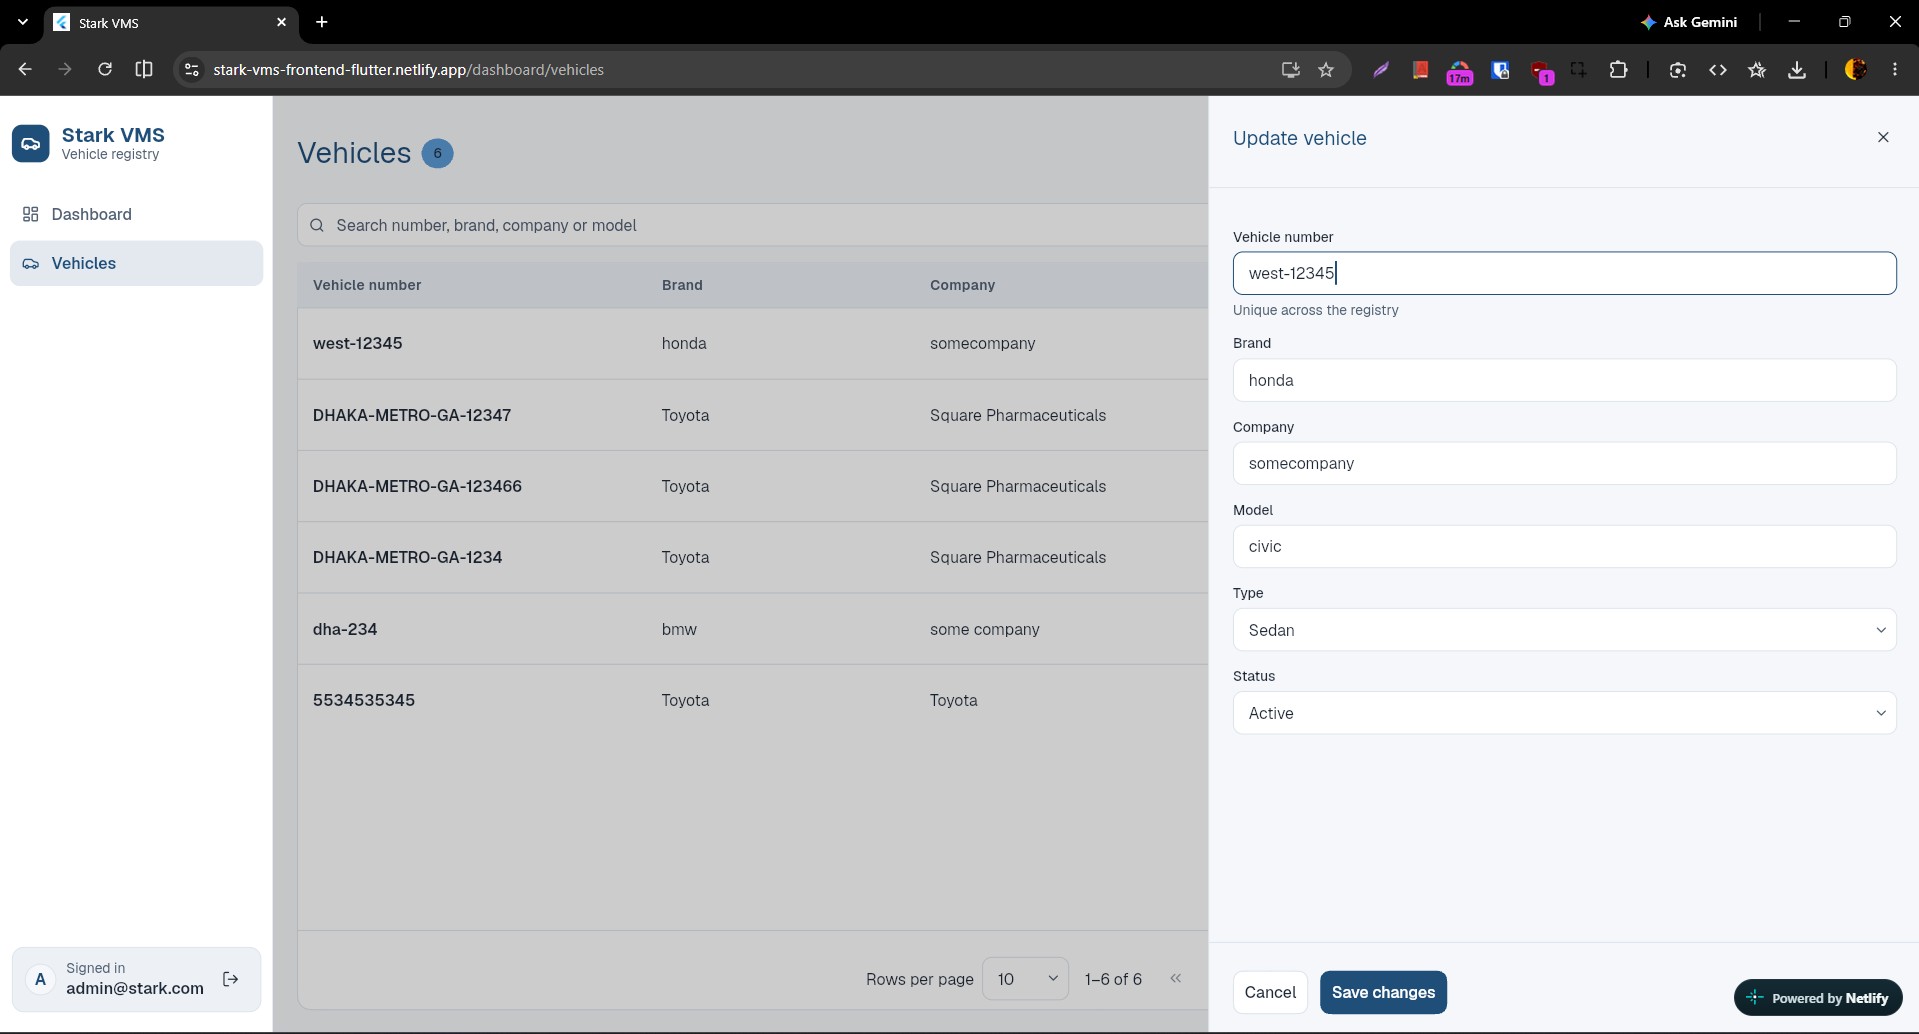 Stark VMS
Ask Gemini
stark-vms-frontend-flutter.netlify.app/dashboard/vehicles
17m
1
Stark VMS
Vehicle registry
Dashboard
Vehicles
Signed in
A
admin@stark.com
Vehicles 6
Search number, brand, company or model
Vehicle number Brand Company
west-12345 honda somecompany
DHAKA-METRO-GA-12347 Toyota Square Pharmaceuticals
DHAKA-METRO-GA-123466 Toyota Square Pharmaceuticals
DHAKA-METRO-GA-1234 Toyota Square Pharmaceuticals
dha-234 bmw some company
5534535345 Toyota Toyota
Rows per page 10 1–6 of 6
Update vehicle
Vehicle number
west-12345
Unique across the registry
Brand
honda
Company
somecompany
Model
civic
Type
Sedan
Status
Active
Cancel Save changes
Powered by Netlify